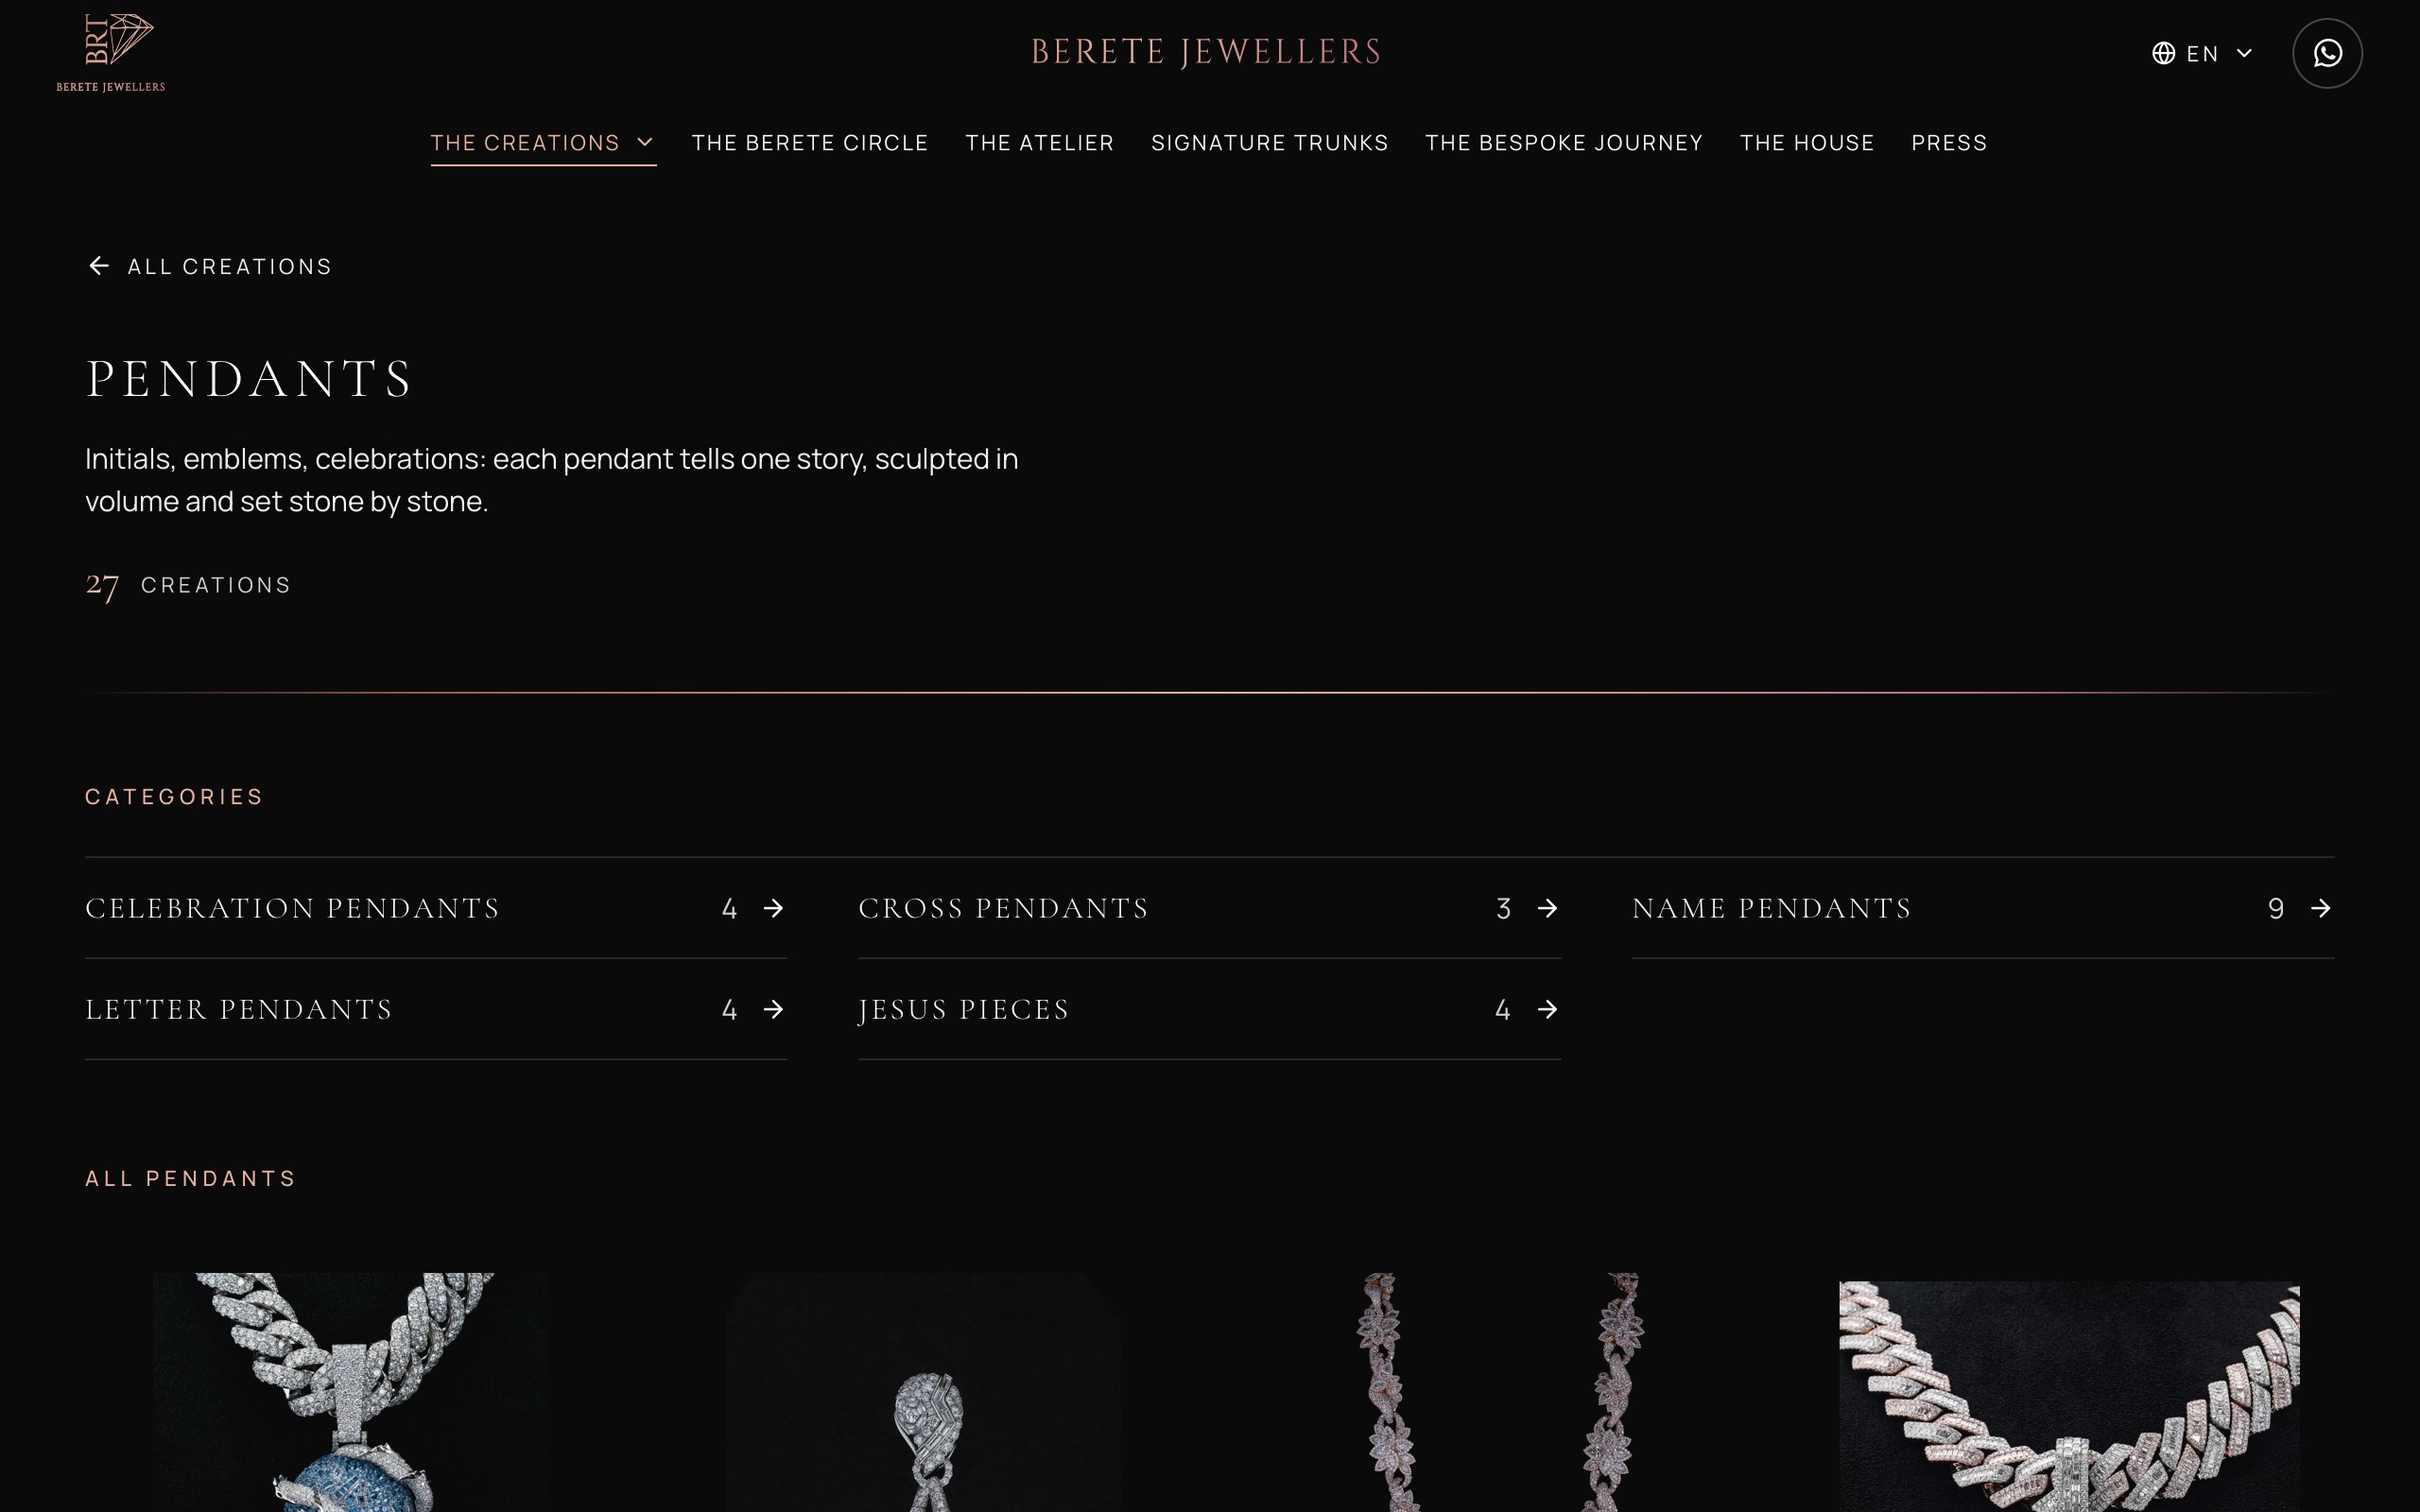 BRT
BERETE JEWELLERS
BERETE JEWELLERS
EN
THE CREATIONS
THE BERETE CIRCLE
THE ATELIER
SIGNATURE TRUNKS
THE BESPOKE JOURNEY
THE HOUSE
PRESS
ALL CREATIONS
PENDANTS
Initials, emblems, celebrations: each pendant tells one story, sculpted in
volume and set stone by stone.
27 CREATIONS
CATEGORIES
CELEBRATION PENDANTS 4
CROSS PENDANTS 3
NAME PENDANTS 9
LETTER PENDANTS 4
JESUS PIECES 4
ALL PENDANTS